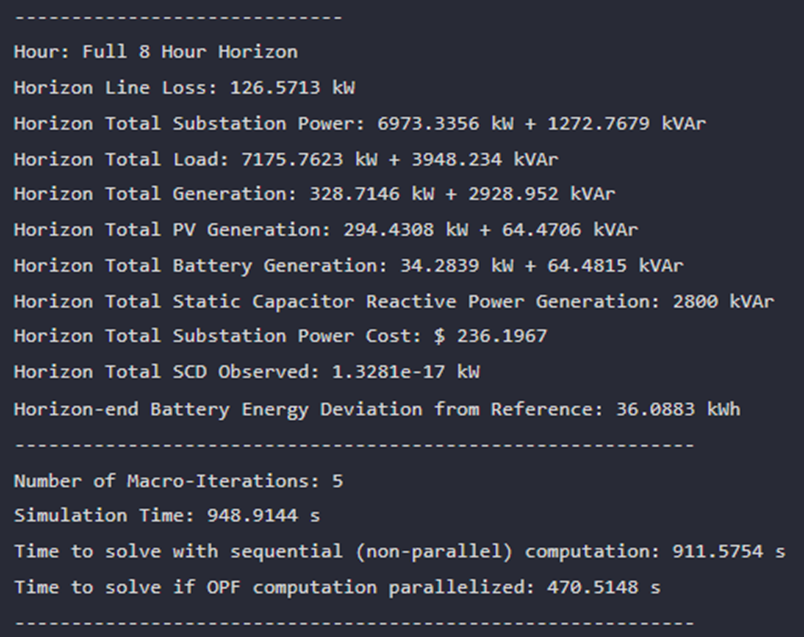 -----------------------------
Hour: Full 8 Hour Horizon
Horizon Line Loss: 126.5713 kW
Horizon Total Substation Power: 6973.3356 kW + 1272.7679 kVAr
Horizon Total Load: 7175.7623 kW + 3948.234 kVAr
Horizon Total Generation: 328.7146 kW + 2928.952 kVAr
Horizon Total PV Generation: 294.4308 kW + 64.4706 kVAr
Horizon Total Battery Generation: 34.2839 kW + 64.4815 kVAr
Horizon Total Static Capacitor Reactive Power Generation: 2800 kVAr
Horizon Total Substation Power Cost: $ 236.1967
Horizon Total SCD Observed: 1.3281e-17 kW
Horizon-end Battery Energy Deviation from Reference: 36.0883 kWh
------------------------------------------------------------
Number of Macro-Iterations: 5
Simulation Time: 948.9144 s
Time to solve with sequential (non-parallel) computation: 911.5754 s
Time to solve if OPF computation parallelized: 470.5148 s
------------------------------------------------------------